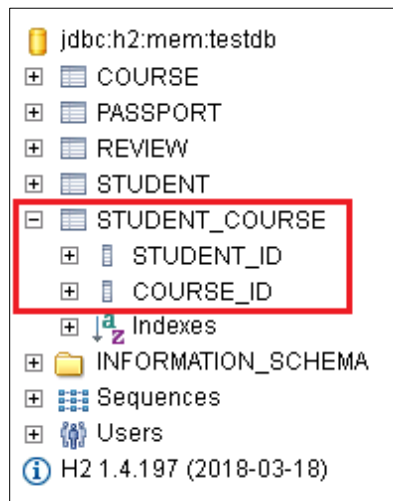 jdbc:h2:mem:testdb
COURSE
PASSPORT
REVIEW
STUDENT
STUDENT_COURSE
STUDENT_ID
COURSE_ID
Indexes
INFORMATION_SCHEMA
Sequences
Users
H2 1.4.197 (2018-03-18)